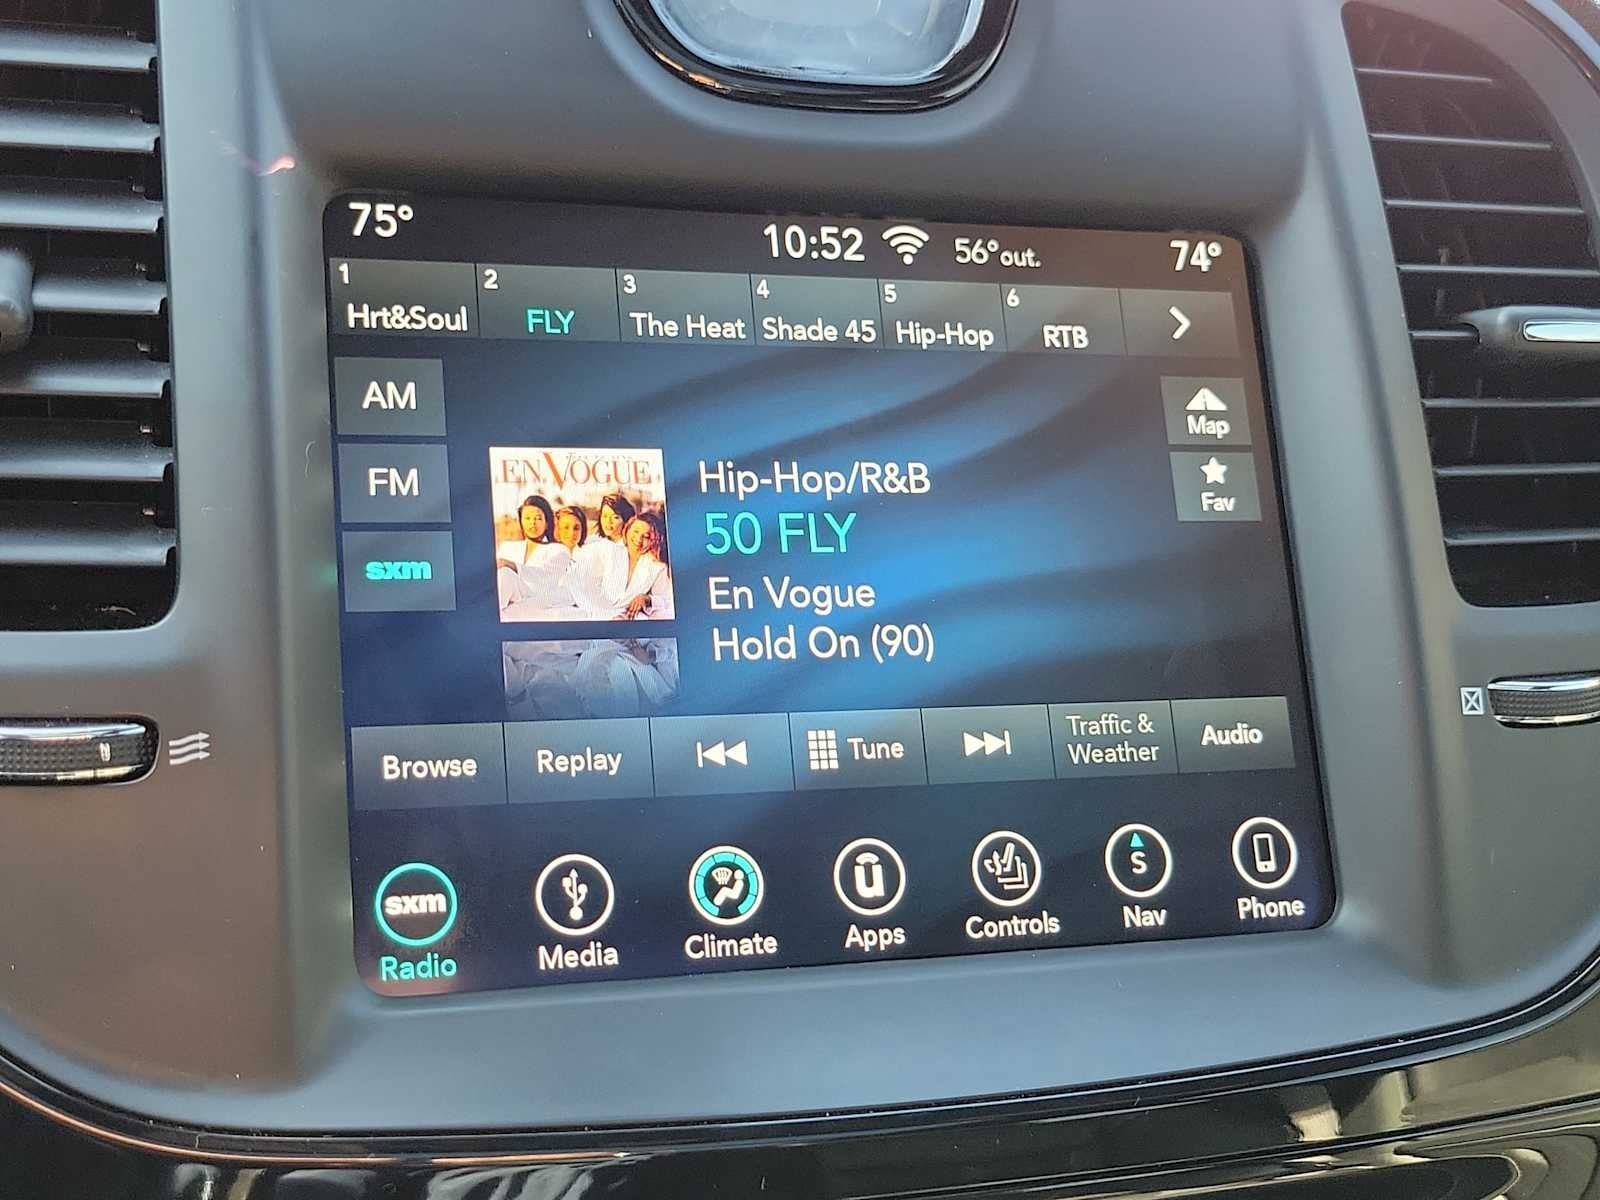 75°
10:52
56° out.
74°
1 Hrt&Soul
2 FLY
3 The Heat
4 Shade 45
5 Hip-Hop
6 RTB
AM
FM
sxm
EN VOGUE
Hip-Hop/R&B
50 FLY
En Vogue
Hold On (90)
Map
Fav
Browse
Replay
Tune
Traffic &
Weather
Audio
sxm
Radio
Media
Climate
ū
Apps
Controls
S
Nav
Phone